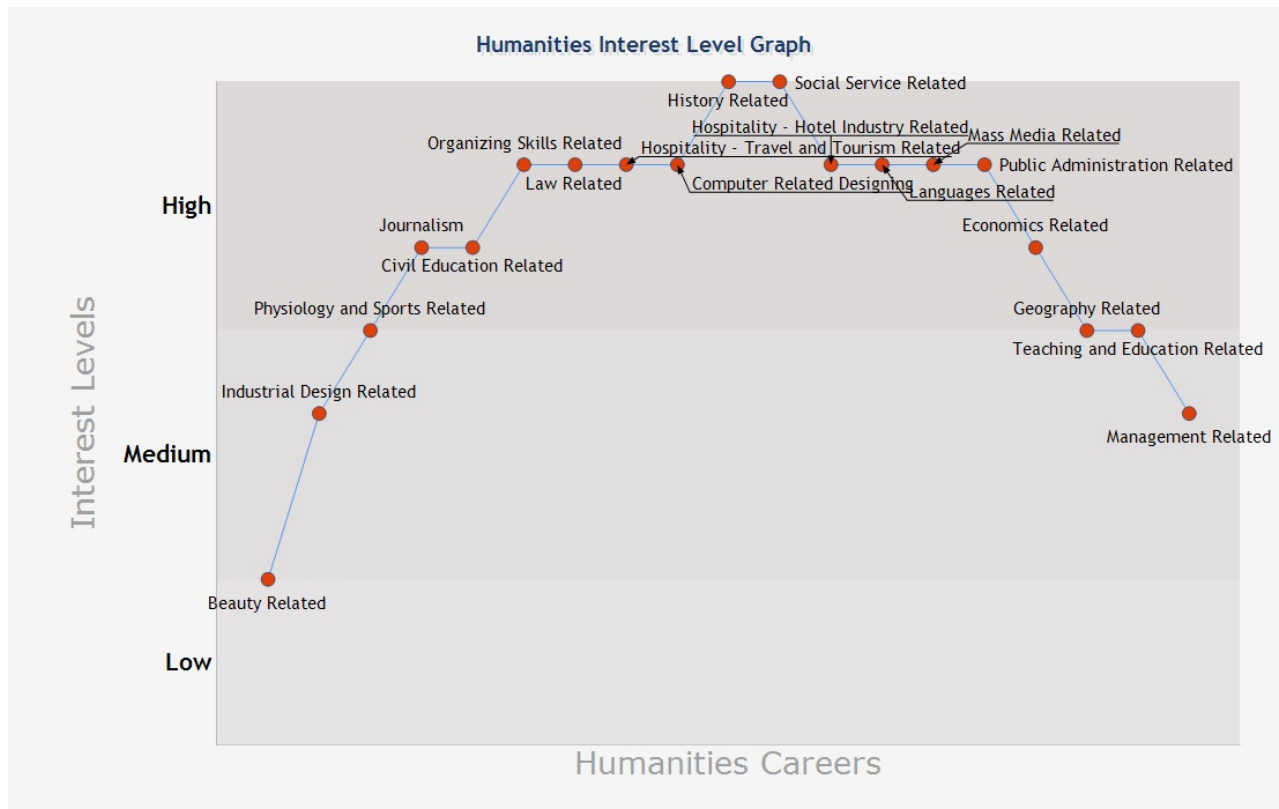 Humanities Interest Level Graph
Social Service Related
History Related
Hospitality - Hotel Industry Related
Mass Media Related
Organizing Skills Related
Hospitality - Travel and Tourism Related
Public Administration Related
Law Related
Computer Related Designing
Languages Related
High
Journalism
Economics Related
Civil Education Related
Physiology and Sports Related
Geography Related
Teaching and Education Related
Industrial Design Related
Management Related
Medium
Interest Levels
Beauty Related
Low
Humanities Careers